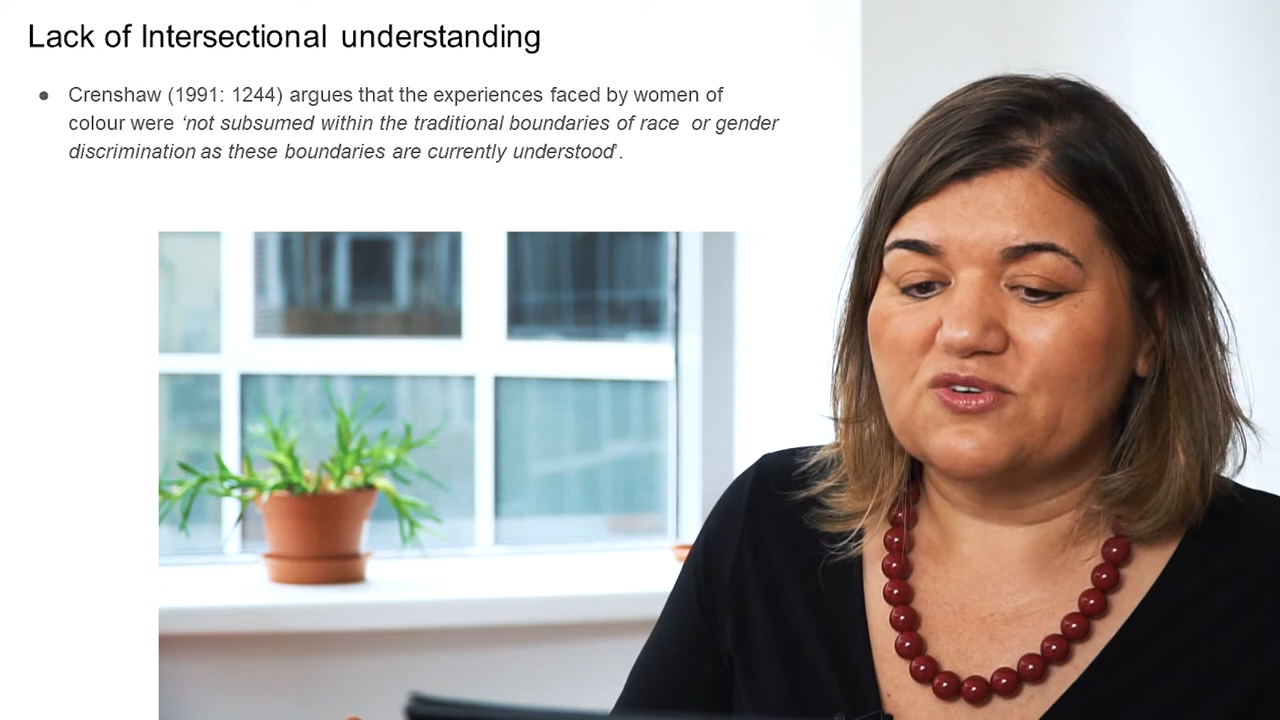 Lack of Intersectional understanding
● Crenshaw (1991: 1244) argues that the experiences faced by women of
colour were ‘not subsumed within the traditional boundaries of race or gender
discrimination as these boundaries are currently understood’.